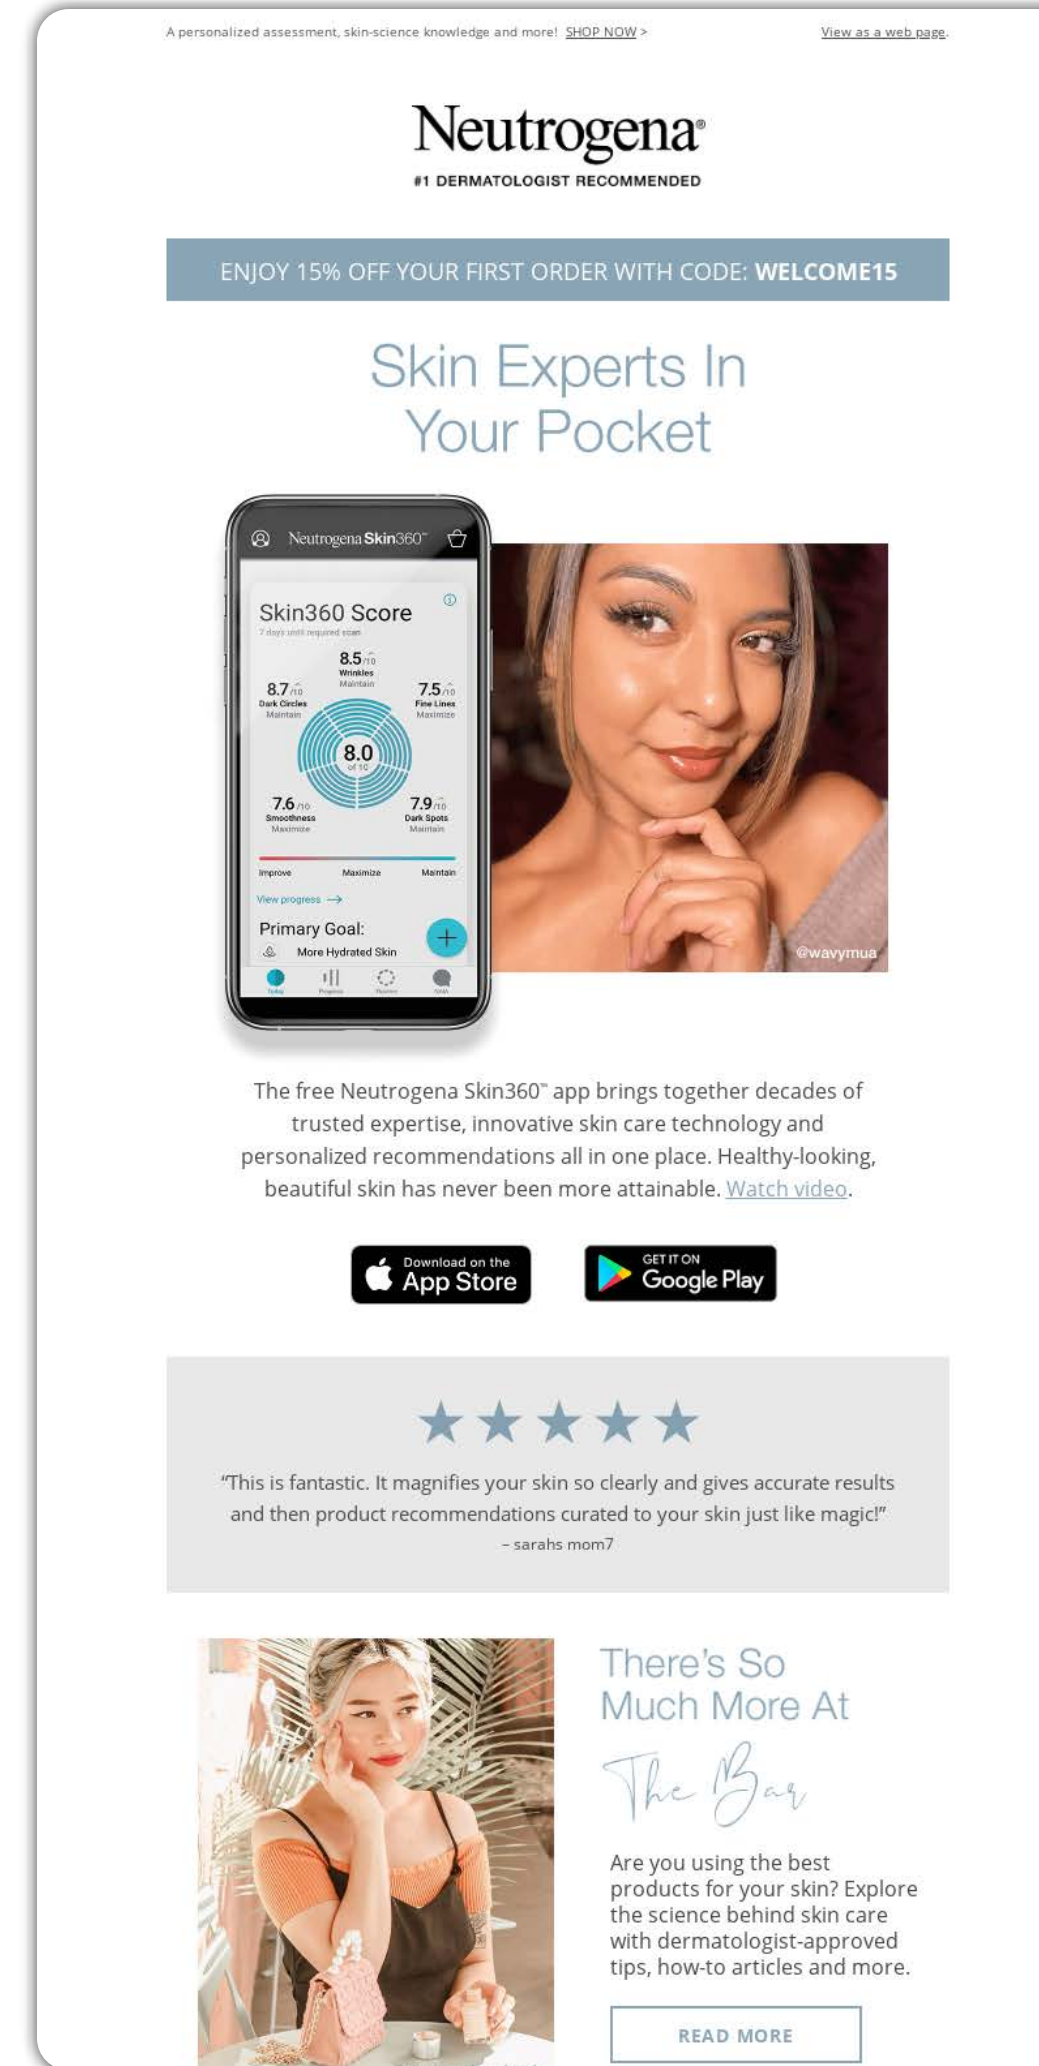 A personalized assessment, skin-science knowledge and more! SHOP NOW >
View as a web page.
Neutrogena®
#1 DERMATOLOGIST RECOMMENDED
ENJOY 15% OFF YOUR FIRST ORDER WITH CODE: WELCOME15
Skin Experts In
Your Pocket
Neutrogena Skin360™
Skin360 Score
7 days until required scan
8.5/10
Wrinkles
Maintain
8.7/10
Dark Circles
Maintain
7.5/10
Fine Lines
Maximize
8.0
of 10
7.6/10
Smoothness
Maximize
7.9/10
Dark Spots
Maintain
Improve Maximize Maintain
View progress →
Primary Goal:
More Hydrated Skin
Today Progress
@wavymua
The free Neutrogena Skin360™ app brings together decades of
trusted expertise, innovative skin care technology and
personalized recommendations all in one place. Healthy-looking,
beautiful skin has never been more attainable. Watch video.
Download on the
App Store
GET IT ON
Google Play
“This is fantastic. It magnifies your skin so clearly and gives accurate results
and then product recommendations curated to your skin just like magic!”
– sarahs mom7
There’s So
Much More At
The Bar
Are you using the best
products for your skin? Explore
the science behind skin care
with dermatologist-approved
tips, how-to articles and more.
READ MORE